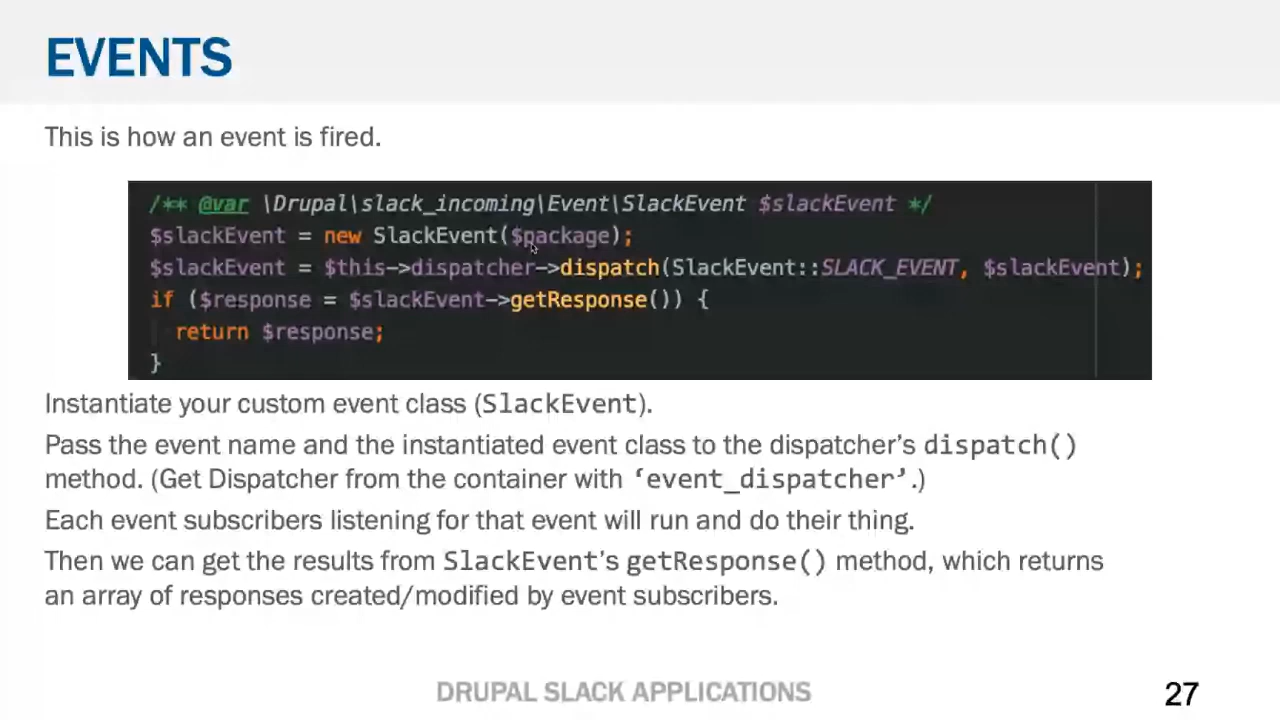 EVENTS
This is how an event is fired.
/** @var \Drupal\slack_incoming\Event\SlackEvent $slackEvent */
$slackEvent = new SlackEvent($package);
$slackEvent = $this->dispatcher->dispatch(SlackEvent::SLACK_EVENT, $slackEvent);
if ($response = $slackEvent->getResponse()) {
  return $response;
}
Instantiate your custom event class (SlackEvent).
Pass the event name and the instantiated event class to the dispatcher’s dispatch()
method. (Get Dispatcher from the container with ‘event_dispatcher’.)
Each event subscribers listening for that event will run and do their thing.
Then we can get the results from SlackEvent’s getResponse() method, which returns
an array of responses created/modified by event subscribers.
DRUPAL SLACK APPLICATIONS
27